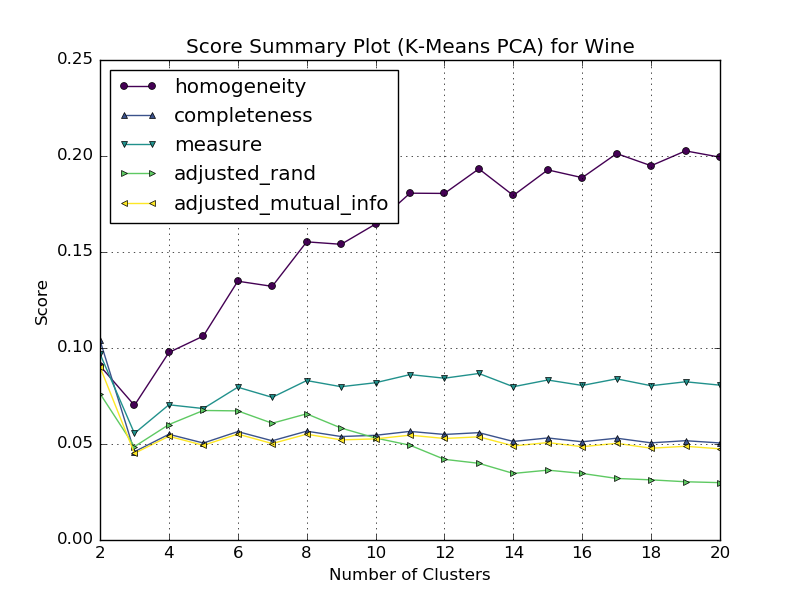 Score Summary Plot (K-Means PCA) for Wine
0.25
homogeneity
completeness
measure
adjusted_rand
adjusted_mutual_info
0.20
0.15
0.10
0.05
0.00
Score
2 4 6 8 10 12 14 16 18 20
Number of Clusters